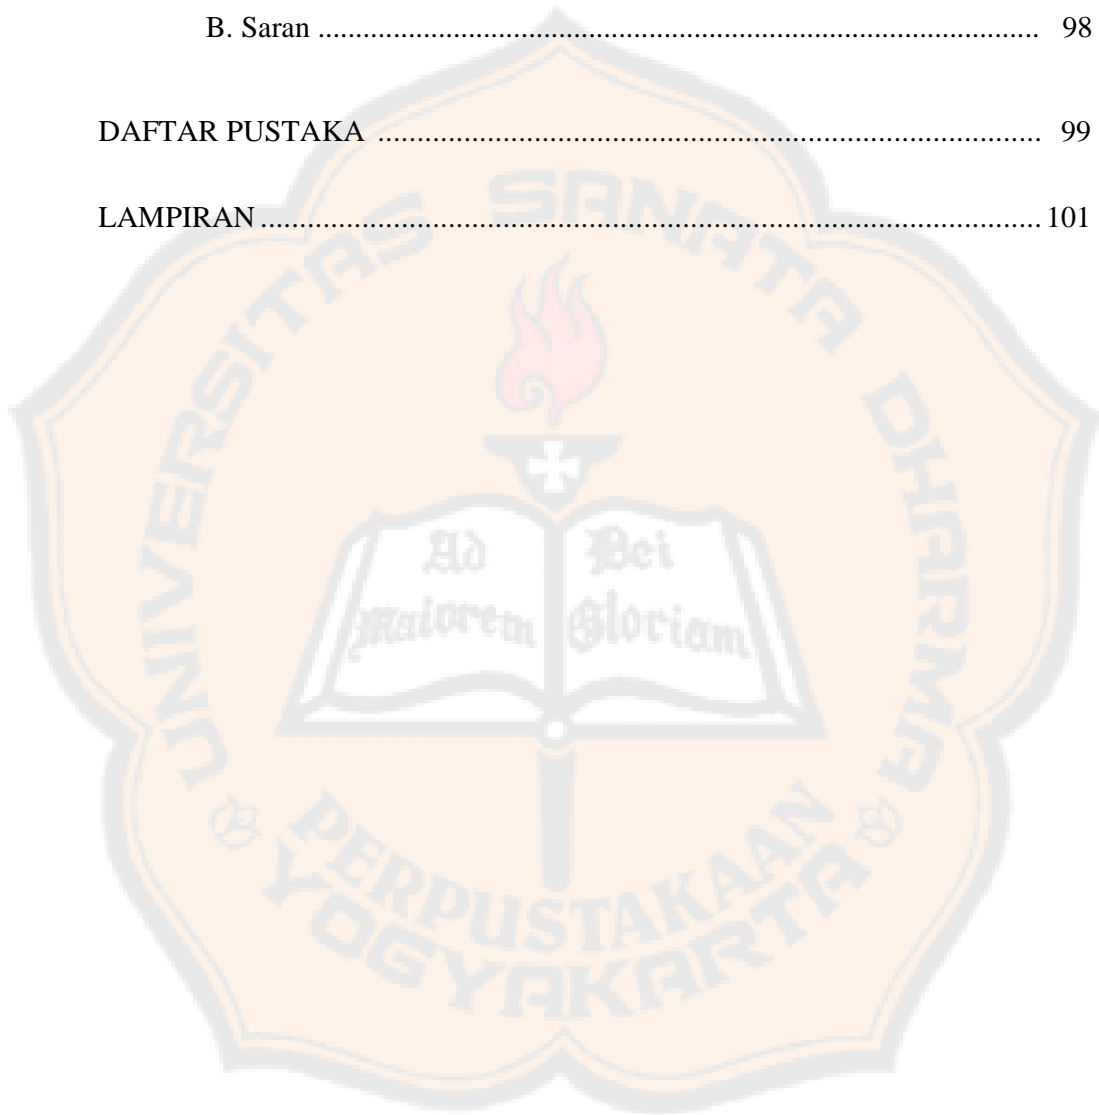 B. Saran ................................................................................................ 98
DAFTAR PUSTAKA ........................................................................................ 99
LAMPIRAN ...................................................................................................... 101
UNIVERSITAS SANATA DHARMA
Ad
Dei
maiorem
Gloriam
PERPUSTAKAAN
YOGYAKARTA